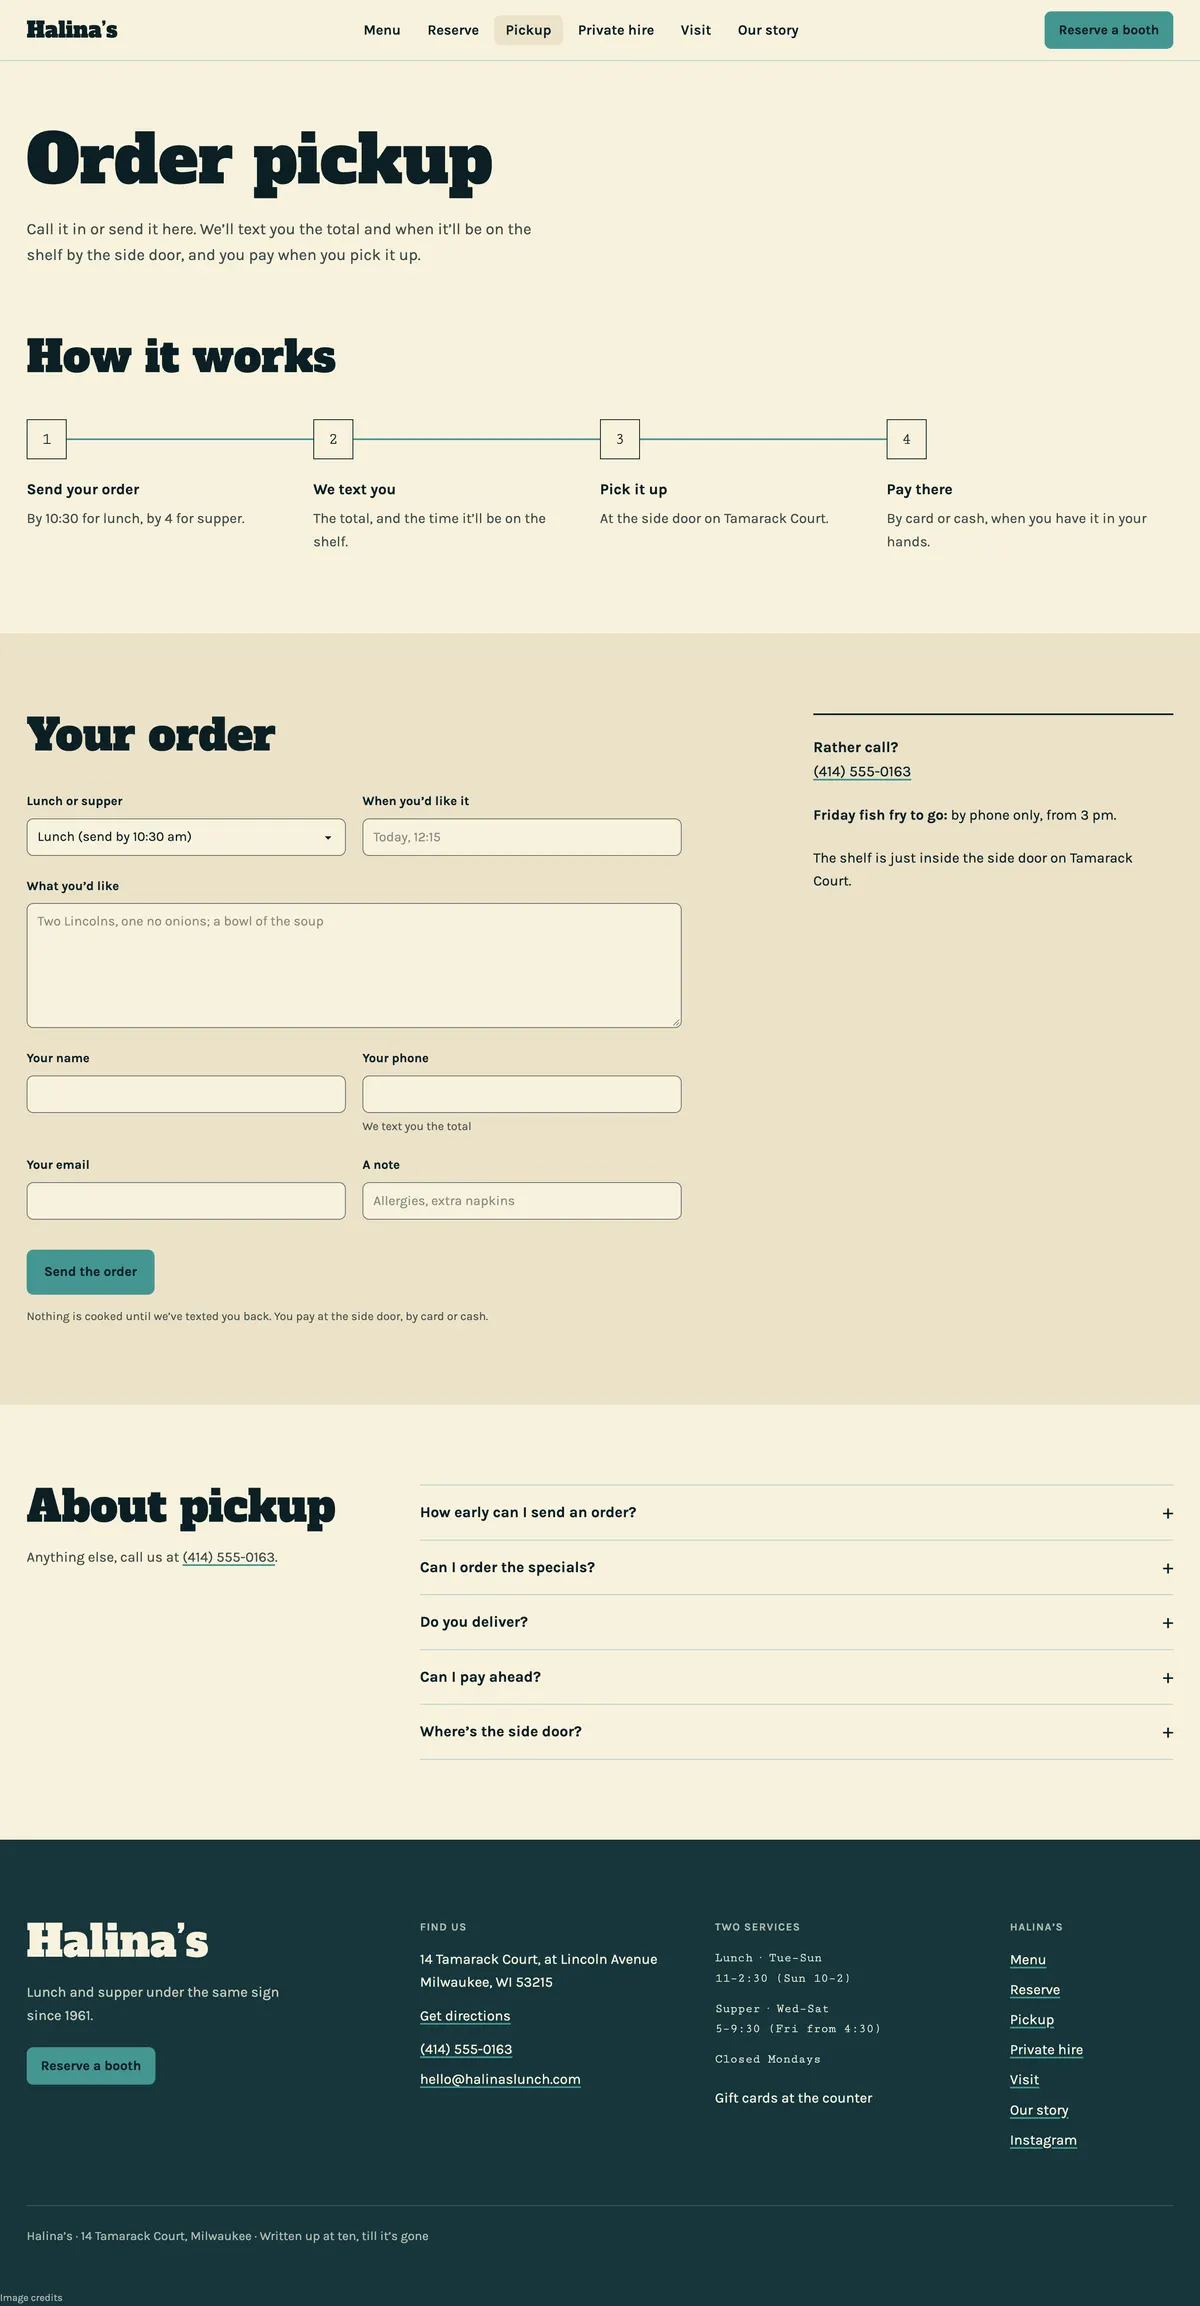 Halina's
Menu
Reserve
Pickup
Private hire
Visit
Our story
Reserve a booth
Order pickup
Call it in or send it here. We'll text you the total and when it'll be on the
shelf by the side door, and you pay when you pick it up.
How it works
1
2
3
4
Send your order
By 10:30 for lunch, by 4 for supper.
We text you
The total, and the time it'll be on the
shelf.
Pick it up
At the side door on Tamarack Court.
Pay there
By card or cash, when you have it in your
hands.
Your order
Lunch or supper
Lunch (send by 10:30 am)
When you'd like it
Today, 12:15
What you'd like
Two Lincolns, one no onions; a bowl of the soup
Your name
Your phone
We text you the total
Your email
A note
Allergies, extra napkins
Send the order
Nothing is cooked until we've texted you back. You pay at the side door, by card or cash.
Rather call?
(414) 555-0163
Friday fish fry to go: by phone only, from 3 pm.
The shelf is just inside the side door on Tamarack
Court.
About pickup
Anything else, call us at (414) 555-0163.
How early can I send an order?
+
Can I order the specials?
+
Do you deliver?
+
Can I pay ahead?
+
Where's the side door?
+
Halina's
Lunch and supper under the same sign
since 1961.
Reserve a booth
FIND US
14 Tamarack Court, at Lincoln Avenue
Milwaukee, WI 53215
Get directions
(414) 555-0163
hello@halinaslunch.com
TWO SERVICES
Lunch · Tue–Sun
11–2:30 (Sun 10–2)
Supper · Wed–Sat
5–9:30 (Fri from 4:30)
Closed Mondays
Gift cards at the counter
HALINA'S
Menu
Reserve
Pickup
Private hire
Visit
Our story
Instagram
Halina's · 14 Tamarack Court, Milwaukee · Written up at ten, till it's gone
Image credits